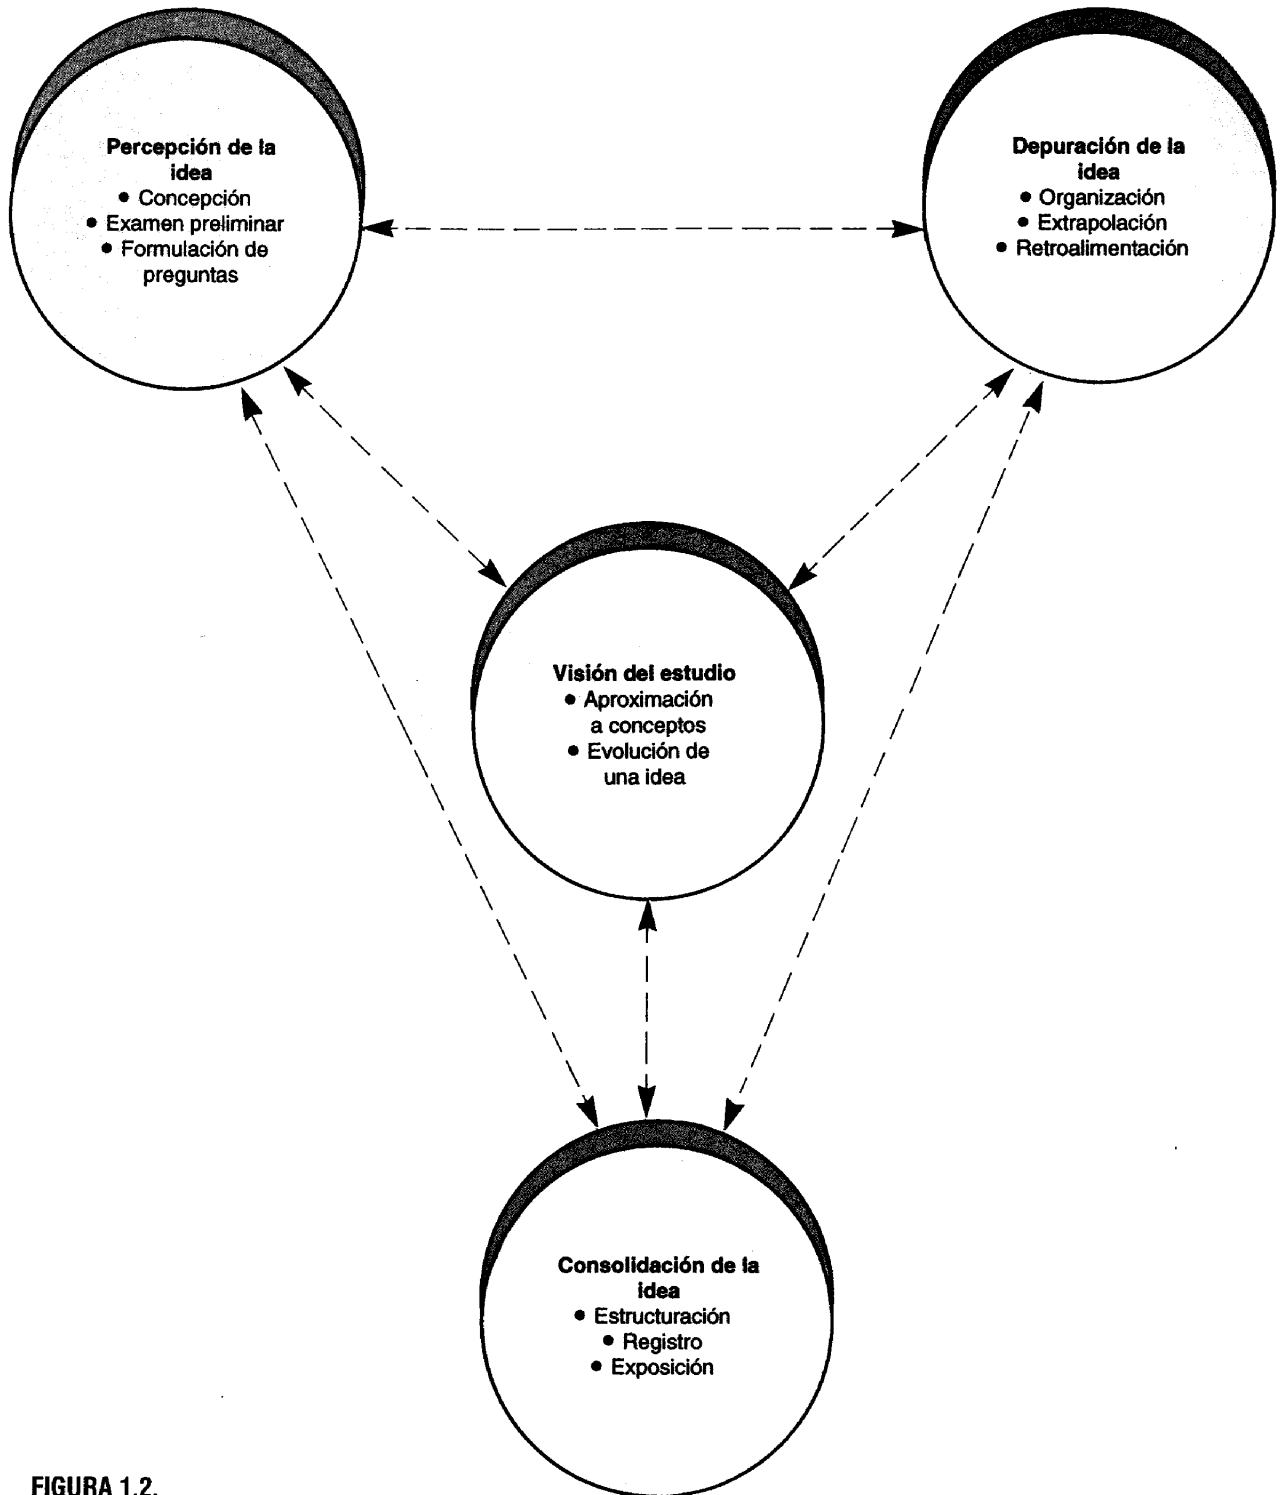 Percepción de la
idea
● Concepción
● Examen preliminar
● Formulación de
preguntas
Depuración de la
idea
● Organización
● Extrapolación
● Retroalimentación
Visión del estudio
● Aproximación
a conceptos
● Evolución de
una idea
Consolidación de la
idea
● Estructuración
● Registro
● Exposición
FIGURA 1.2.